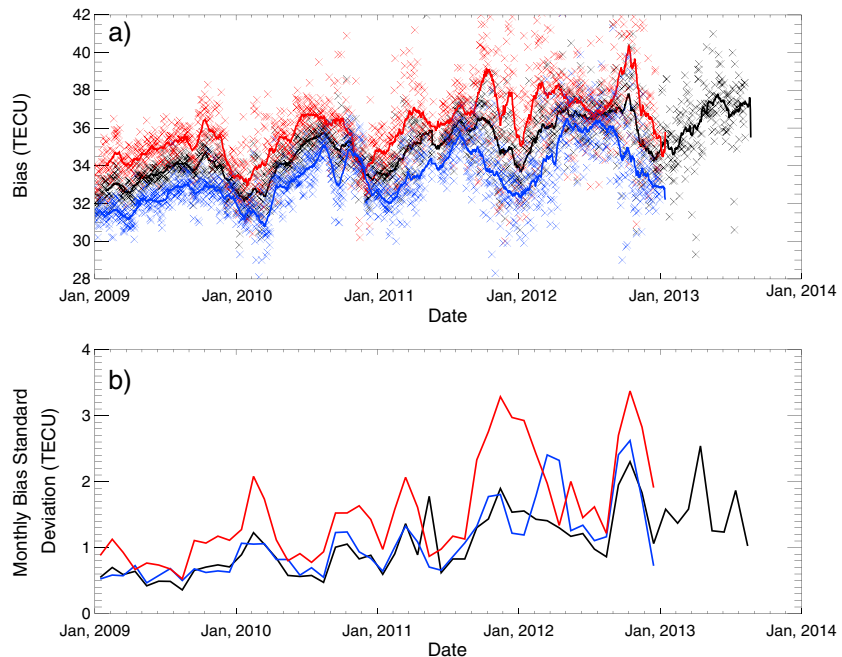 a)
42
40
38
36
34
32
30
28
Bias (TECU)
Jan, 2009
Jan, 2010
Jan, 2011
Jan, 2012
Jan, 2013
Jan, 2014
Date
b)
4
3
2
1
0
Monthly Bias Standard
Deviation (TECU)
Jan, 2009
Jan, 2010
Jan, 2011
Jan, 2012
Jan, 2013
Jan, 2014
Date